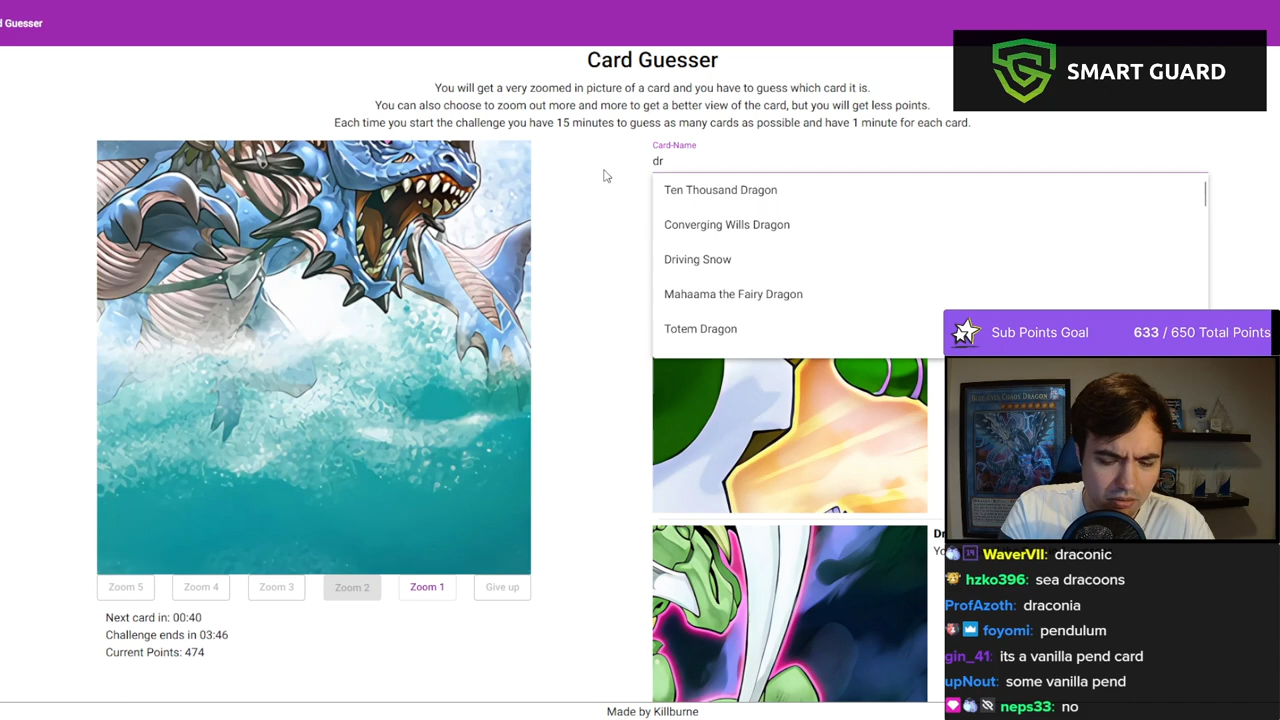 d Guesser
SMART GUARD
Card Guesser
You will get a very zoomed in picture of a card and you have to guess which card it is.
You can also choose to zoom out more and more to get a better view of the card, but you will get less points.
Each time you start the challenge you have 15 minutes to guess as many cards as possible and have 1 minute for each card.
Card-Name
dr
Ten Thousand Dragon
Converging Wills Dragon
Driving Snow
Mahaama the Fairy Dragon
Totem Dragon
Sub Points Goal 633 / 650 Total Points
BLUE-EYES CHAOS DRAGON
Dr
Yo
14 WaverVII: draconic
hzko396: sea dracoons
ProfAzoth: draconia
foyomi: pendulum
gin_41: its a vanilla pend card
upNout: some vanilla pend
neps33: no
Zoom 5 Zoom 4 Zoom 3 Zoom 2 Zoom 1 Give up
Next card in: 00:40
Challenge ends in 03:46
Current Points: 474
Made by Killburne